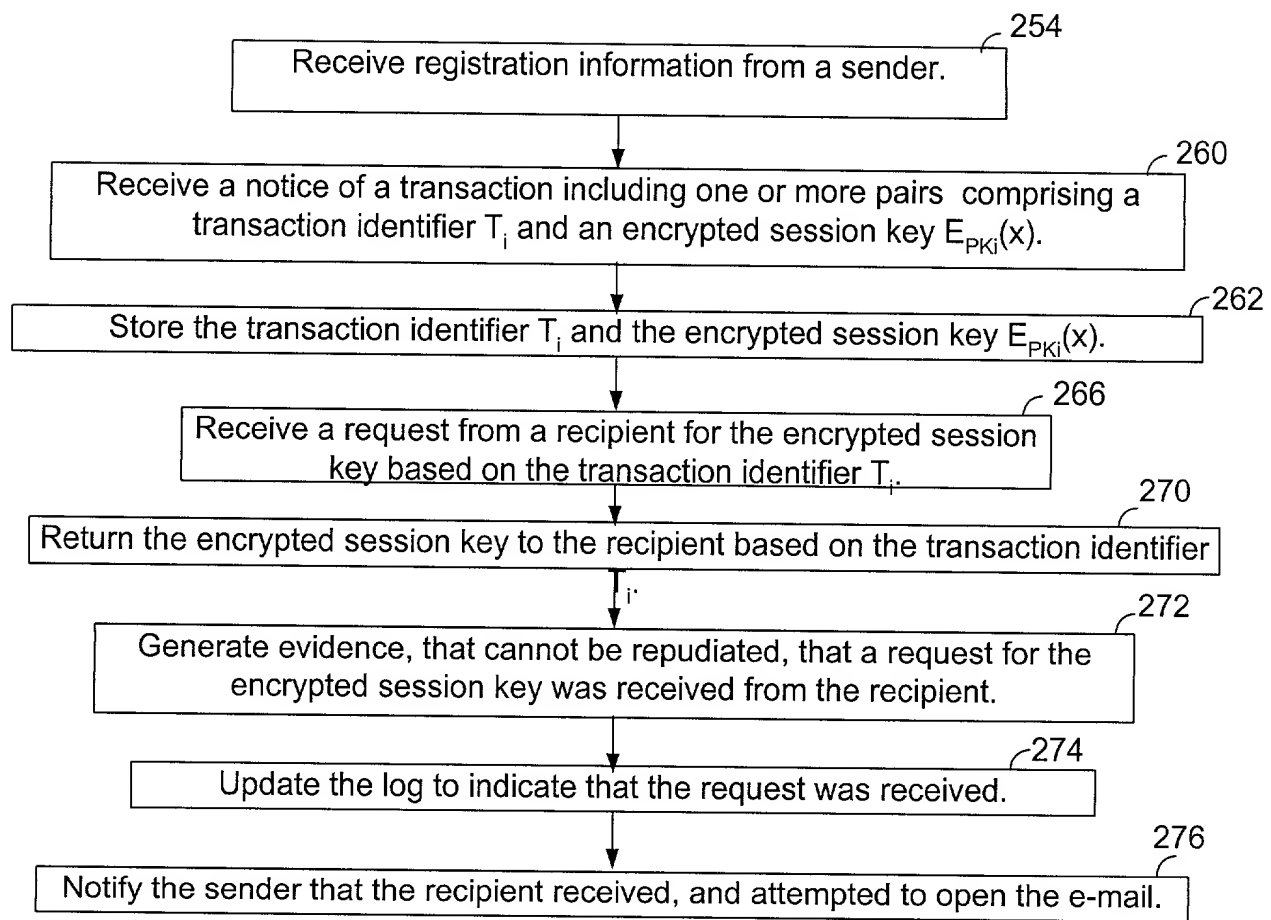 254
Receive registration information from a sender.
260
Receive a notice of a transaction including one or more pairs comprising a
transaction identifier Ti and an encrypted session key EPKi(x).
262
Store the transaction identifier Ti and the encrypted session key EPKi(x).
266
Receive a request from a recipient for the encrypted session
key based on the transaction identifier Ti.
270
Return the encrypted session key to the recipient based on the transaction identifier
Ti.
272
Generate evidence, that cannot be repudiated, that a request for the
encrypted session key was received from the recipient.
274
Update the log to indicate that the request was received.
276
Notify the sender that the recipient received, and attempted to open the e-mail.